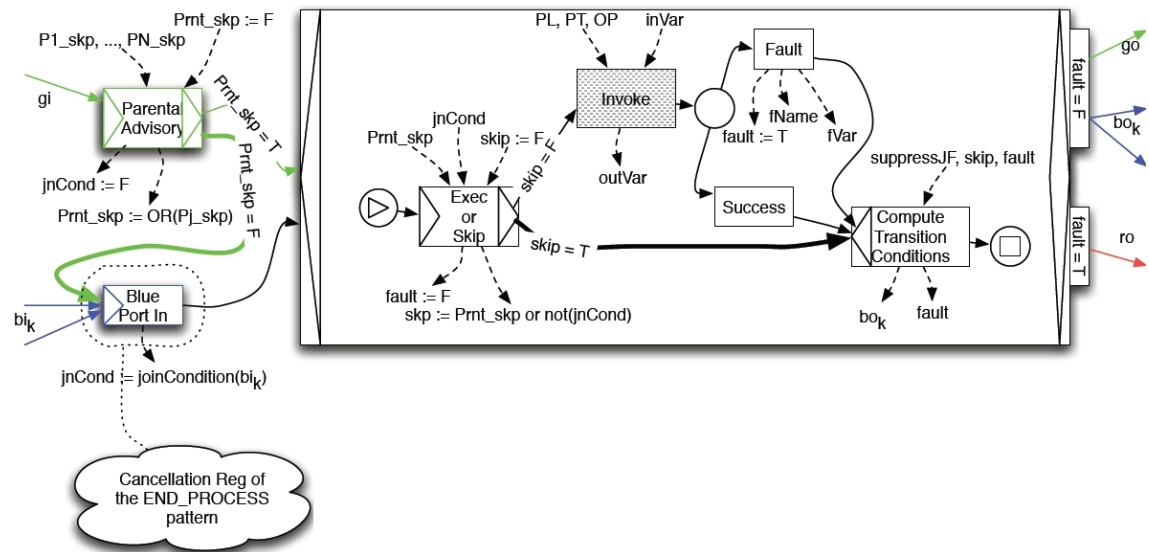 Prnt_skp := F
P1_skp, ..., PN_skp
gi
Parental
Advisory
Prnt_skp = T
Prnt_skp = F
jnCond := F
Prnt_skp := OR(Pj_skp)
Blue
Port In
bik
jnCond := joinCondition(bik)
Cancellation Reg of
the END_PROCESS
pattern
PL, PT, OP
inVar
Invoke
outVar
Fault
fault := T
fName
fVar
Success
jnCond
Prnt_skp
skip := F
skip = F
Exec
or
Skip
skip = T
fault := F
skp := Prnt_skp or not(jnCond)
suppressJF, skip, fault
Compute
Transition
Conditions
bok
fault
fault = F
go
bok
fault = T
ro